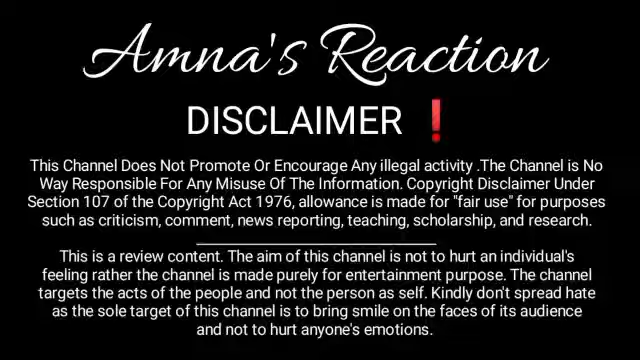 Amna's Reaction
DISCLAIMER ❗
This Channel Does Not Promote Or Encourage Any illegal activity .The Channel is No
Way Responsible For Any Misuse Of The Information. Copyright Disclaimer Under
Section 107 of the Copyright Act 1976, allowance is made for "fair use" for purposes
such as criticism, comment, news reporting, teaching, scholarship, and research.
This is a review content. The aim of this channel is not to hurt an individual's
feeling rather the channel is made purely for entertainment purpose. The channel
targets the acts of the people and not the person as self. Kindly don't spread hate
as the sole target of this channel is to bring smile on the faces of its audience
and not to hurt anyone's emotions.